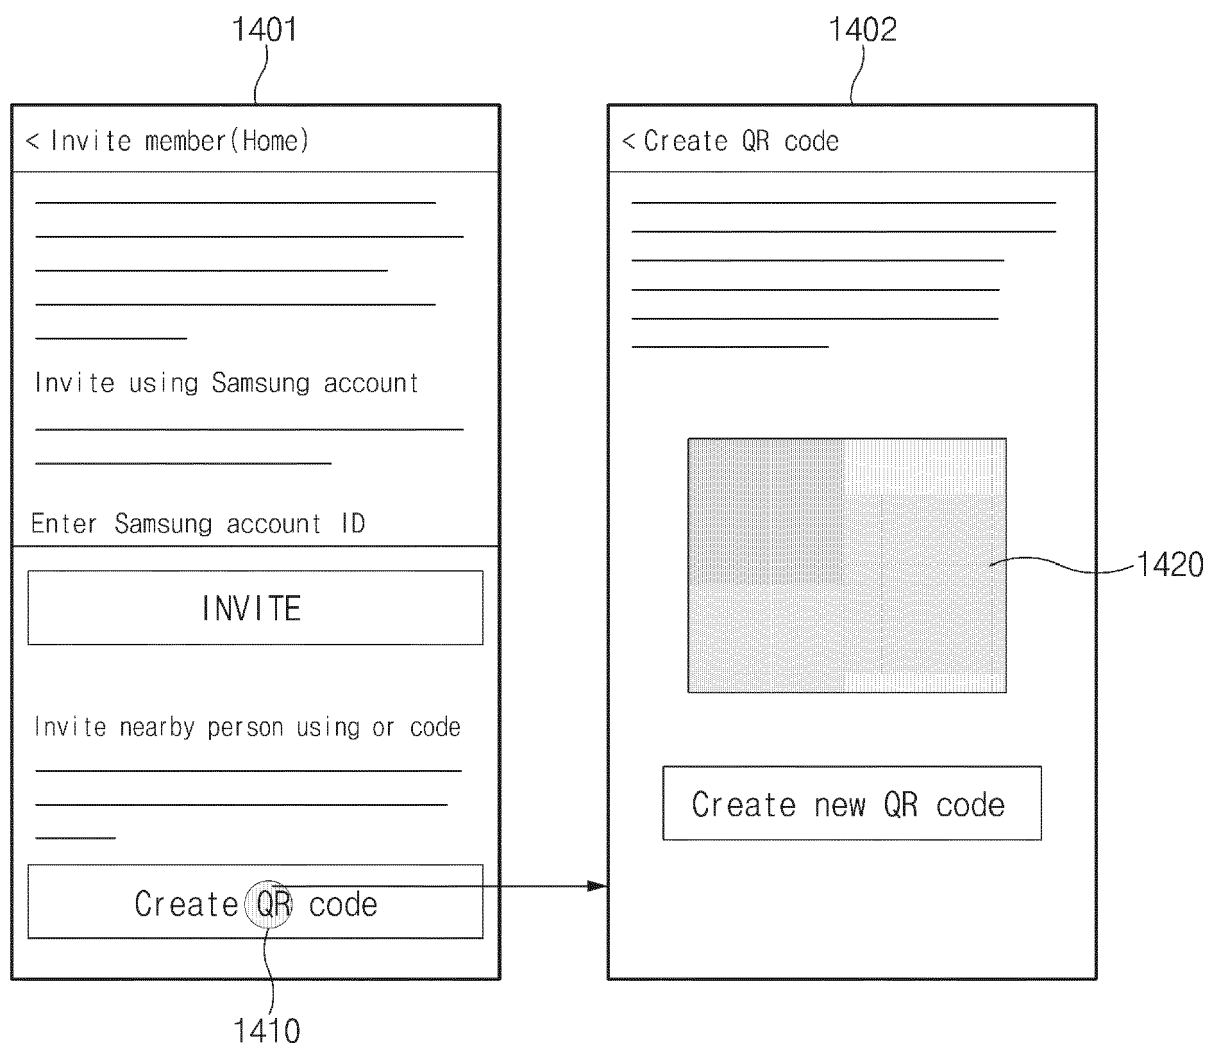 1401
1402
< Invite member(Home)
Invite using Samsung account
Enter Samsung account ID
INVITE
Invite nearby person using or code
Create QR code
1410
< Create QR code
1420
Create new QR code